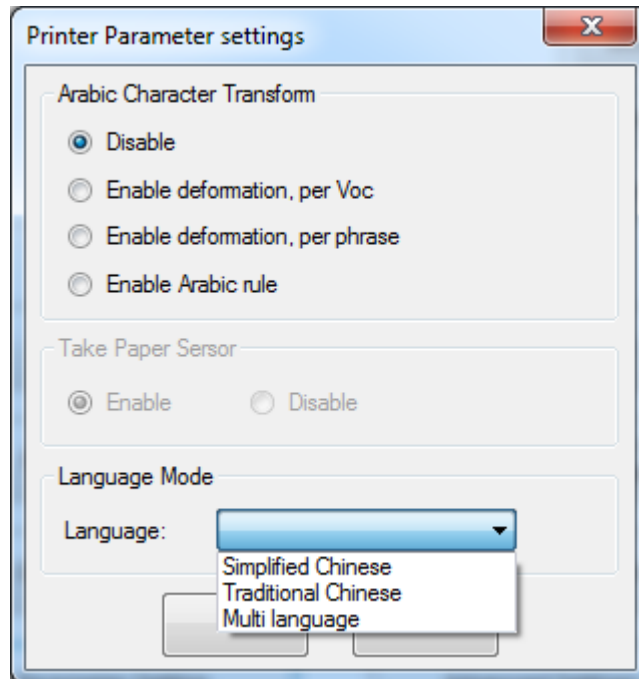 Printer Parameter settings
Arabic Character Transform
Disable
Enable deformation, per Voc
Enable deformation, per phrase
Enable Arabic rule
Take Paper Sersor
Enable Disable
Language Mode
Language:
Simplified Chinese
Traditional Chinese
Multi language